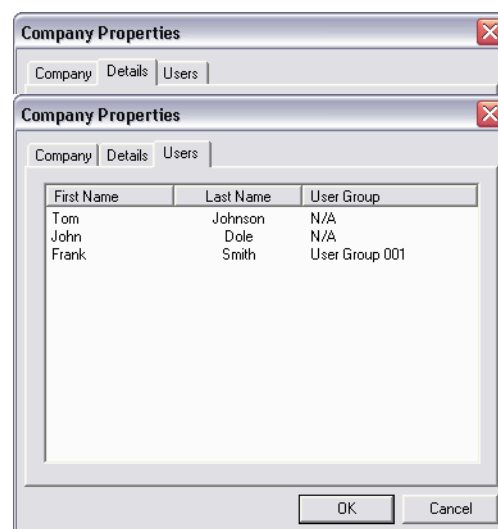 Company Properties
Company Details Users
Company Properties
Company Details Users
First Name Last Name User Group
Tom Johnson N/A
John Dole N/A
Frank Smith User Group 001
OK Cancel